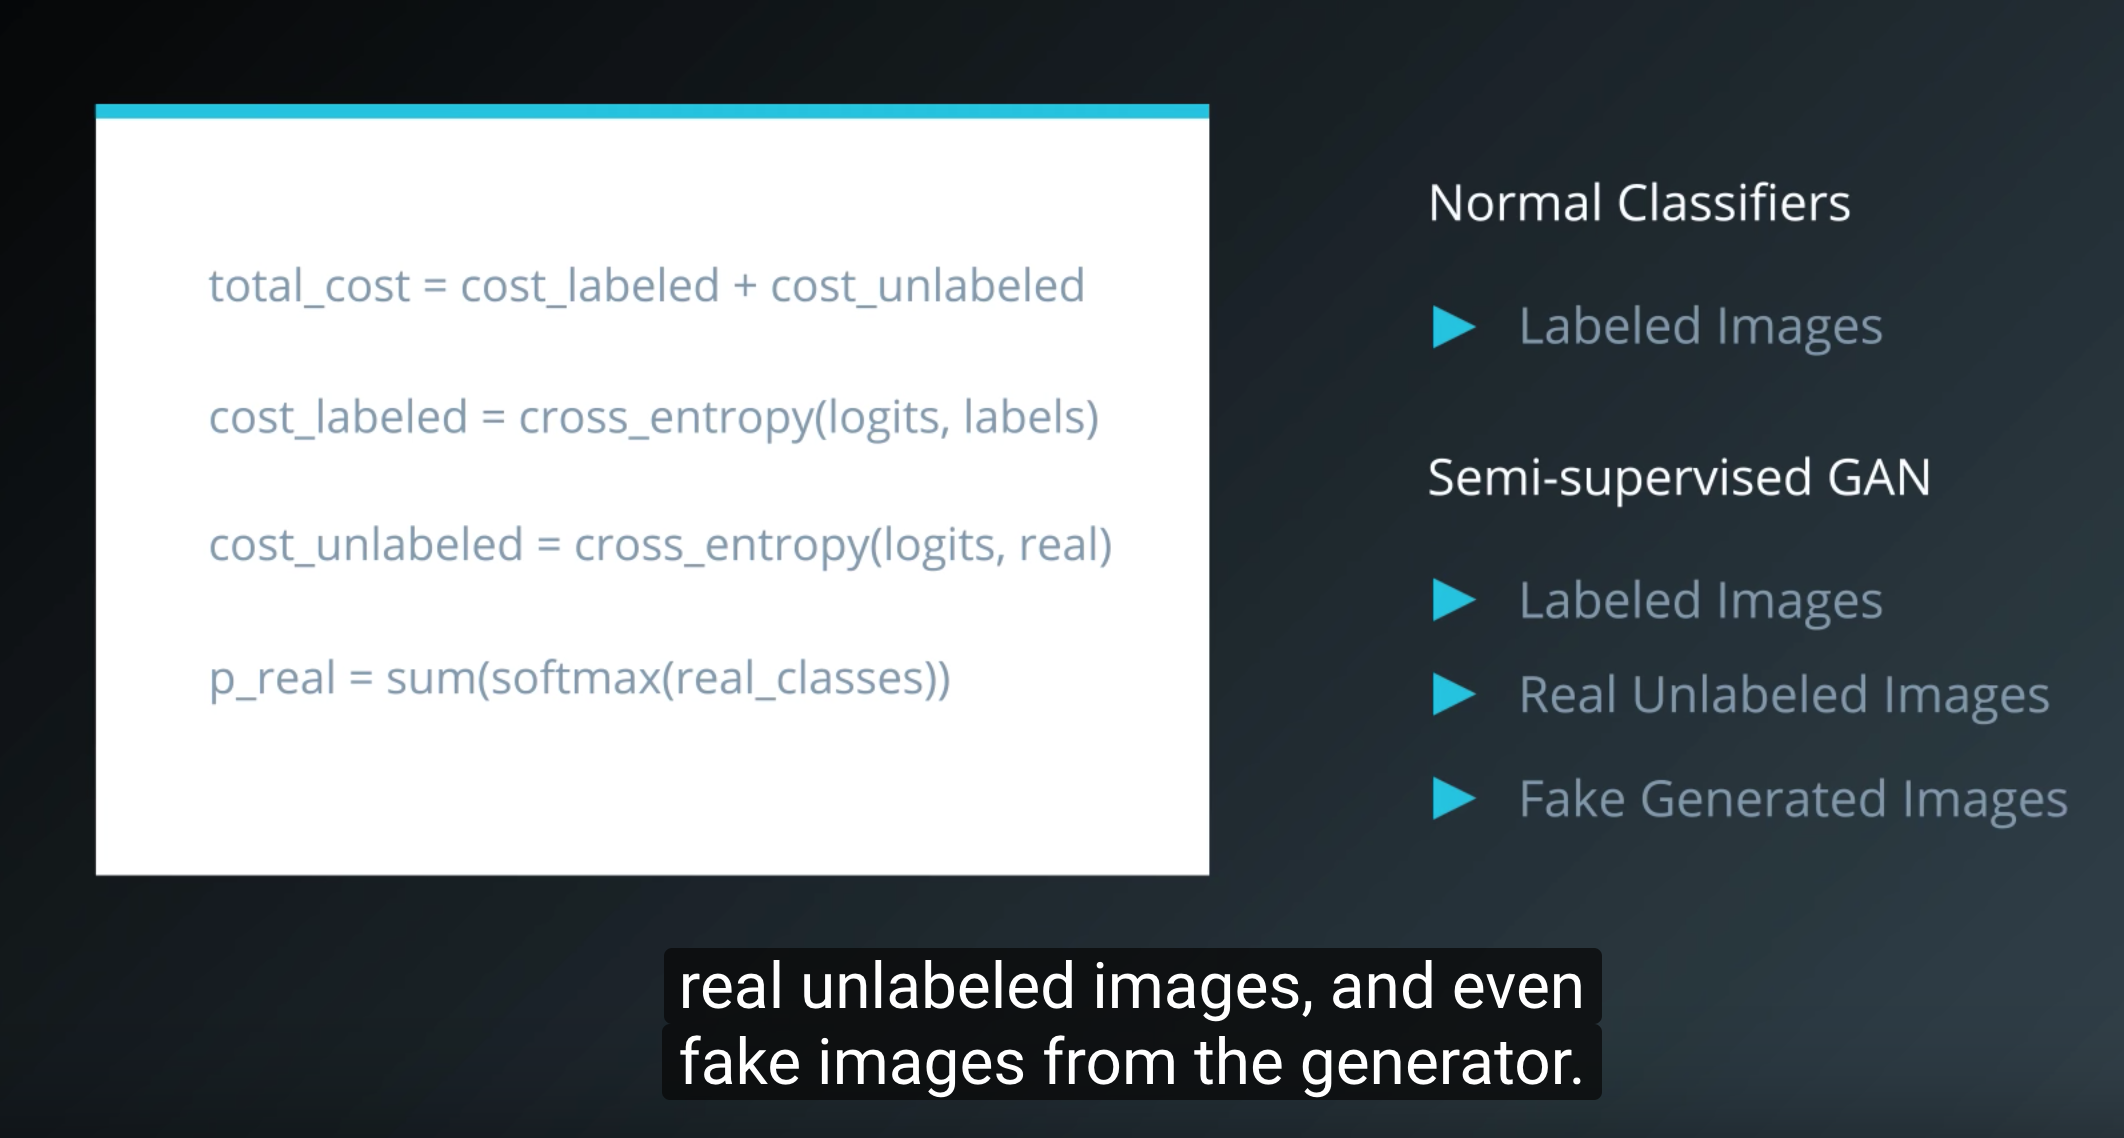 total_cost = cost_labeled + cost_unlabeled
cost_labeled = cross_entropy(logits, labels)
cost_unlabeled = cross_entropy(logits, real)
p_real = sum(softmax(real_classes))
Normal Classifiers
Labeled Images
Semi-supervised GAN
Labeled Images
Real Unlabeled Images
Fake Generated Images
real unlabeled images, and even
fake images from the generator.